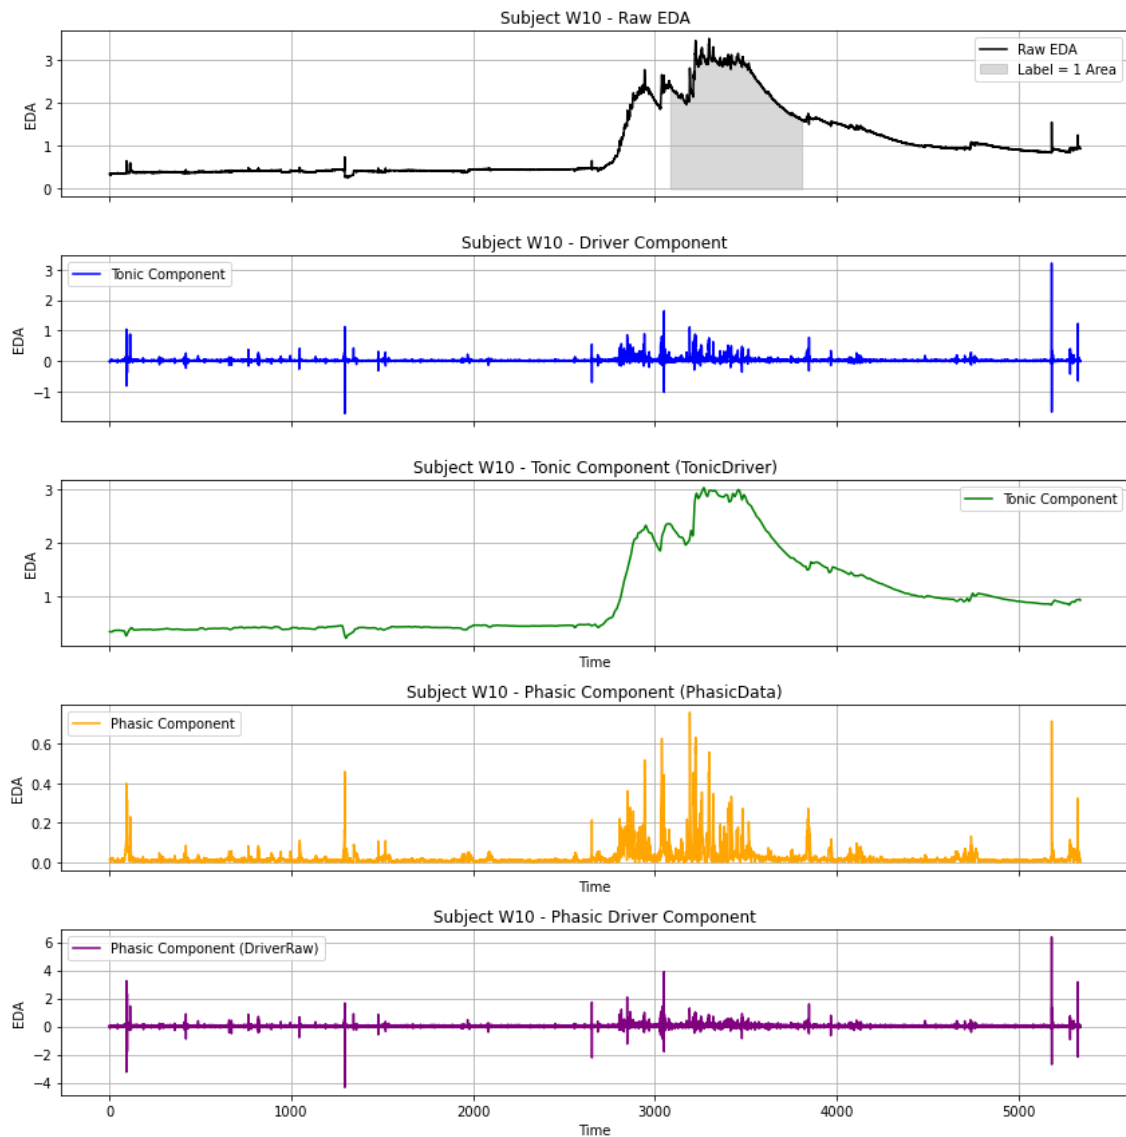 Subject W10 - Raw EDA
EDA
3
2
1
0
Raw EDA
Label = 1 Area
Subject W10 - Driver Component
EDA
3
2
1
0
−1
Tonic Component
Subject W10 - Tonic Component (TonicDriver)
EDA
3
2
1
Tonic Component
Time
Subject W10 - Phasic Component (PhasicData)
EDA
0.6
0.4
0.2
0.0
Phasic Component
Time
Subject W10 - Phasic Driver Component
EDA
6
4
2
0
−2
−4
Phasic Component (DriverRaw)
0 1000 2000 3000 4000 5000
Time